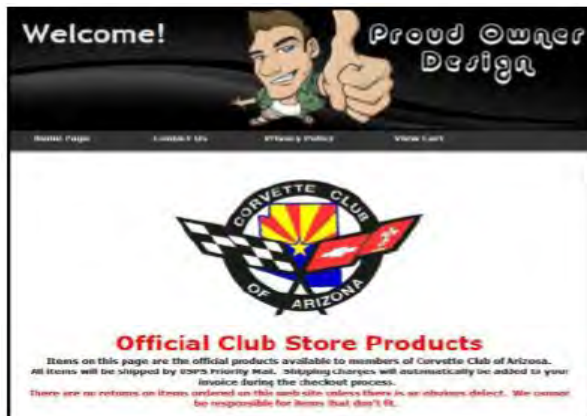 Welcome!
Proud Owner
Design
Home Page
Contact Us
Privacy Policy
View Cart
CORVETTE CLUB
OF ARIZONA
Official Club Store Products
Items on this page are the official products available to members of Corvette Club of Arizona.
All items will be shipped by USPS Priority Mail. Shipping charges will automatically be added to your
invoice during the checkout process.
There are no returns on items ordered on this web site unless there is an obvious defect. We cannot
be responsible for items that don't fit.